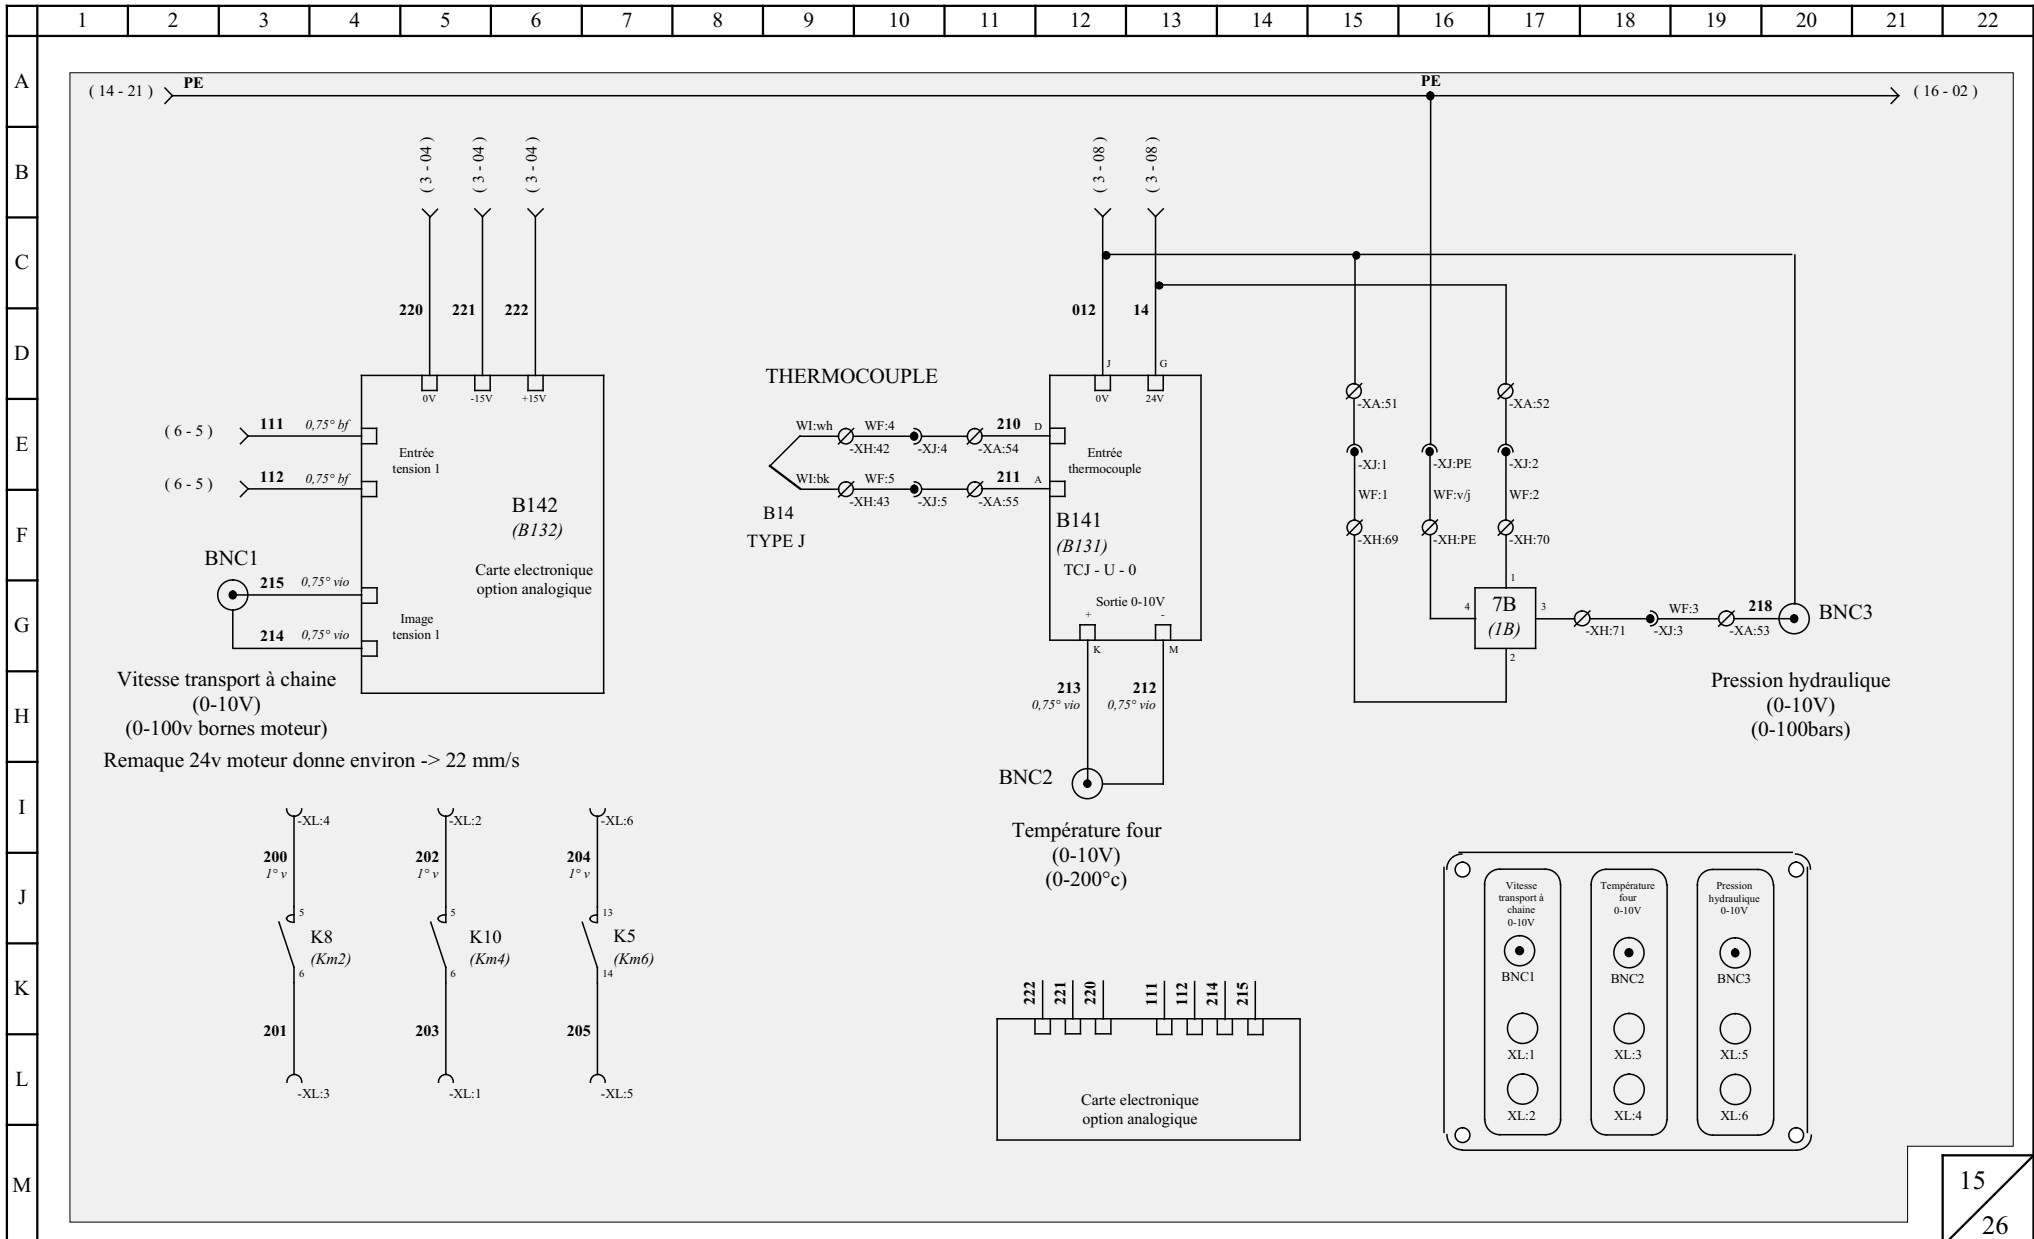 1 2 3 4 5 6 7 8 9 10 11 12 13 14 15 16 17 18 19 20 21 22
A
B
C
D
E
F
G
H
I
J
K
L
M
( 14 - 21 )
PE
PE
( 16 - 02 )
( 3 - 04 )
( 3 - 04 )
( 3 - 04 )
220
221
222
0V
-15V
+15V
( 6 - 5 )
111
0,75° bf
( 6 - 5 )
112
0,75° bf
Entrée
tension 1
B142
(B132)
Carte electronique
option analogique
BNC1
215
0,75° vio
214
0,75° vio
Image
tension 1
Vitesse transport à chaine
(0-10V)
(0-100v bornes moteur)
Remaque 24v moteur donne environ -> 22 mm/s
THERMOCOUPLE
WI:wh
WF:4
210
D
-XH:42
-XJ:4
-XA:54
WI:bk
WF:5
211
A
-XH:43
-XJ:5
-XA:55
B14
TYPE J
( 3 - 08 )
( 3 - 08 )
012
14
J
G
0V
24V
Entrée
thermocouple
B141
(B131)
TCJ - U - 0
Sortie 0-10V
+
-
K
M
213
0,75° vio
212
0,75° vio
BNC2
Température four
(0-10V)
(0-200°c)
-XA:51
-XA:52
-XJ:1
-XJ:PE
-XJ:2
WF:1
WF:v/j
WF:2
-XH:69
-XH:PE
-XH:70
1
4
7B
(1B)
3
2
-XH:71
WF:3
-XJ:3
218
-XA:53
BNC3
Pression hydraulique
(0-10V)
(0-100bars)
-XL:4
200
1° v
5
K8
(Km2)
6
201
-XL:3
-XL:2
202
1° v
5
K10
(Km4)
6
203
-XL:1
-XL:6
204
1° v
13
K5
(Km6)
14
205
-XL:5
222
221
220
111
112
214
215
Carte electronique
option analogique
Vitesse
transport à
chaine
0-10V
BNC1
XL:1
XL:2
Température
four
0-10V
BNC2
XL:3
XL:4
Pression
hydraulique
0-10V
BNC3
XL:5
XL:6
15
26